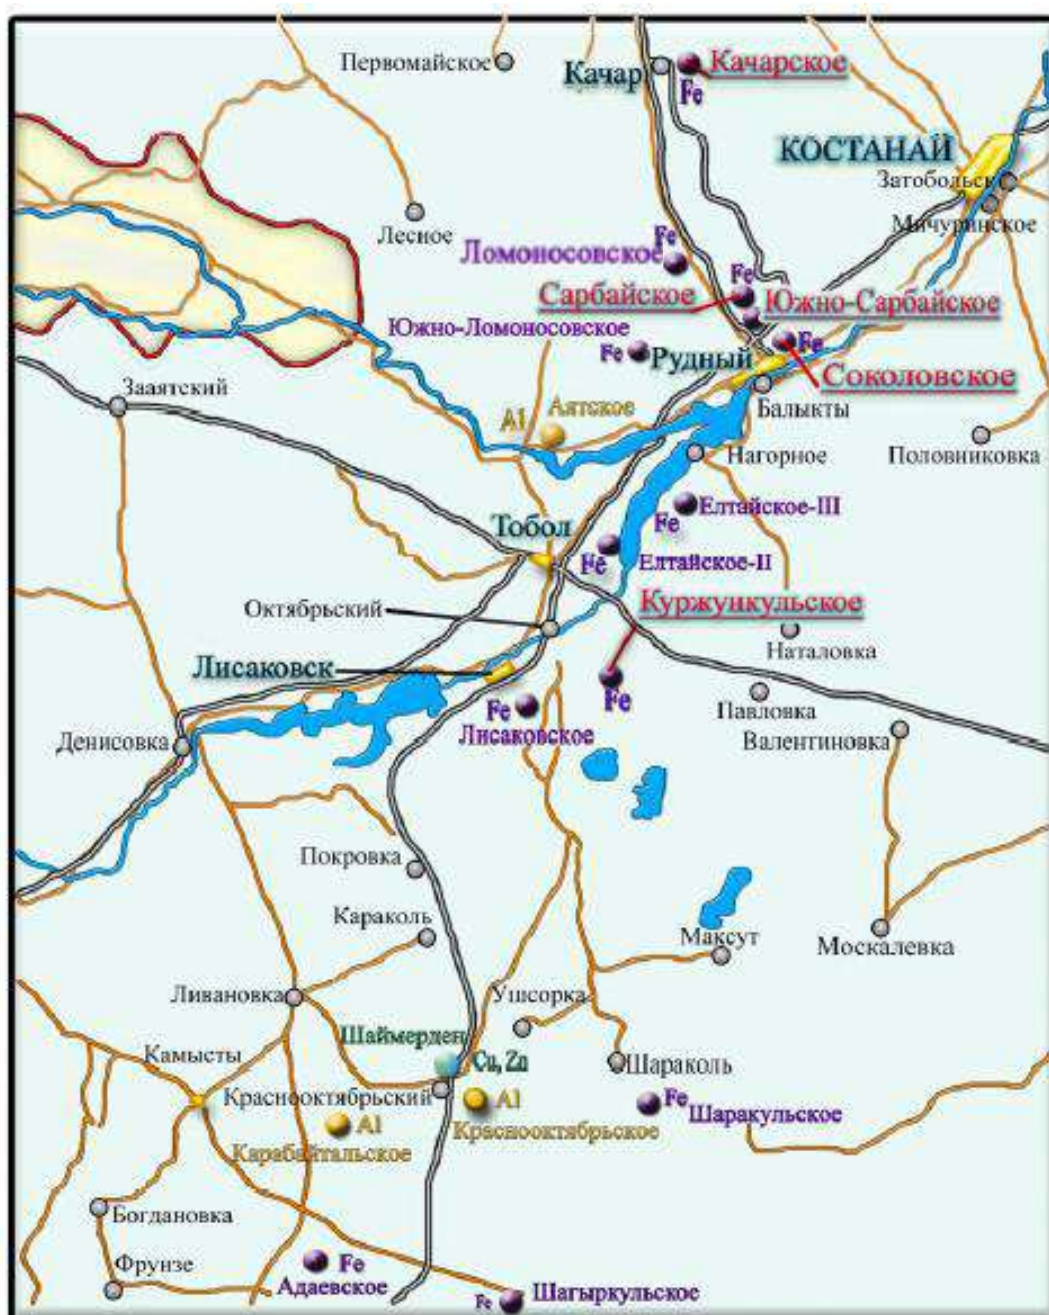 Первомайское
Качар
Качарское
Fe
КОСТАНАЙ
Затобольск
Мичуринское
Лесное
Fe
Ломоносовское
Fe
Сарбайское
Южно-Сарбайское
Южно-Ломоносовское
Fe
Рудный
Fe
Соколовское
Зааятский
Балыкты
Al
Аятское
Нагорное
Половниковка
Елтайское-III
Fe
Тобол
Fe
Елтайское-II
Октябрьский
Куржункульское
Наталовка
Лисаковск
Fe
Fe
Павловка
Лисаковское
Денисовка
Валентиновка
Покровка
Караколь
Максут
Москалевка
Ливановка
Ушсорка
Шаймерден
Камысты
Cu, Zn
Шараколь
Краснооктябрьский
Al
Fe
Шаракульское
Al
Краснооктябрьское
Карабайтальское
Богдановка
Фрунзе
Fe
Адаевское
Fe
Шагыркульское